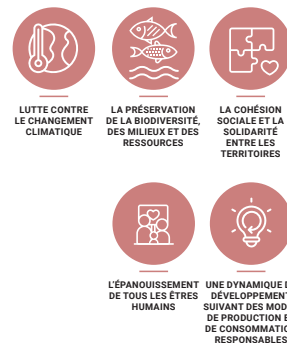 LUTTE CONTRE
LE CHANGEMENT
CLIMATIQUE
LA PRÉSERVATION
DE LA BIODIVERSITÉ,
DES MILIEUX ET DES
RESSOURCES
LA COHÉSION
SOCIALE ET LA
SOLIDARITÉ
ENTRE LES
TERRITOIRES
L'ÉPANOUISSEMENT
DE TOUS LES ÊTRES
HUMAINS
UNE DYNAMIQUE
DÉVELOPPEMENT
SUIVANT DES
DE PRODUCTION
DE CONSOMMATIO
RESPONSABLES